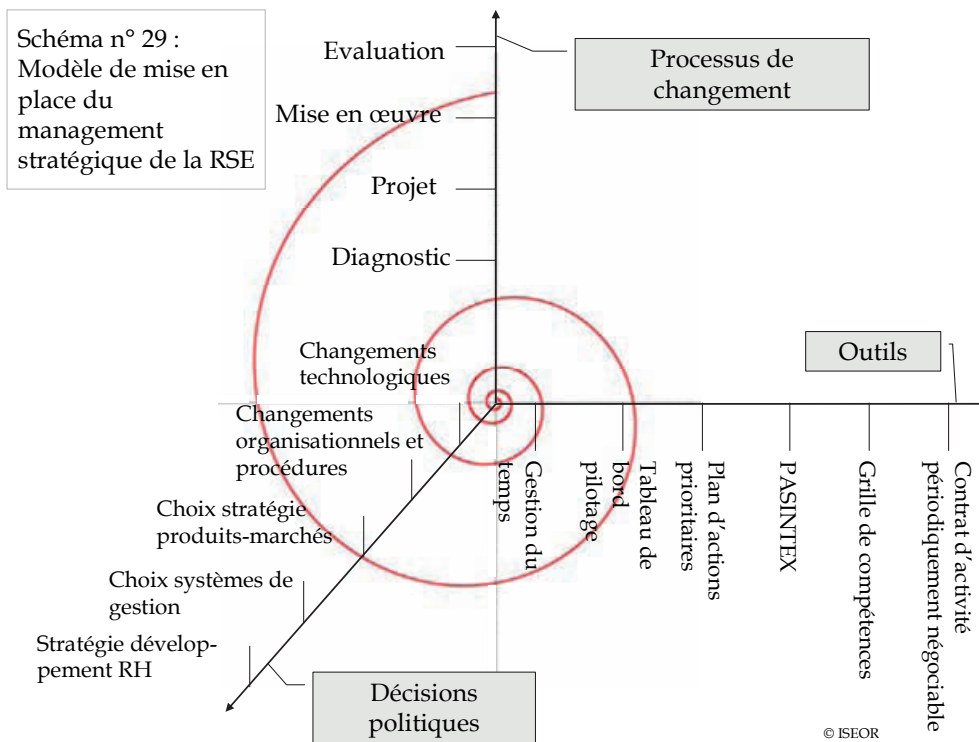 Schéma n° 29 :
Modèle de mise en
place du
management
stratégique de la RSE
Processus de
changement
Evaluation
Mise en œuvre
Projet
Diagnostic
Outils
Changements
technologiques
Changements
organisationnels et
procédures
Choix stratégie
produits-marchés
Choix systèmes de
gestion
Stratégie dévelop-
pement RH
Décisions
politiques
Gestion du
temps
Tableau de
bord
pilotage
Plan d’actions
prioritaires
PASINTEX
Grille de compétences
Contrat d’activité
périodiquement négociable
© ISEOR